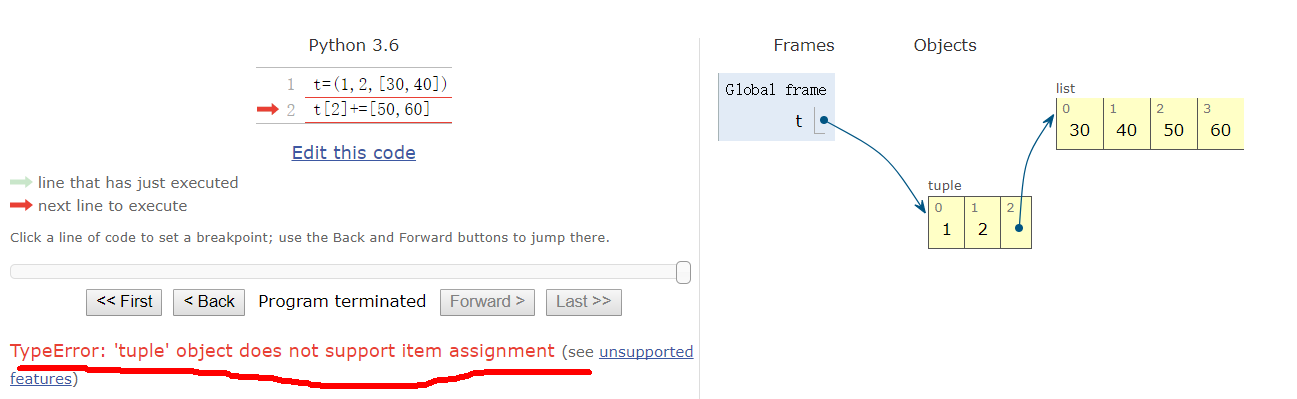 Python 3.6
1 t=(1,2,[30,40])
2 t[2]+=[50,60]
Edit this code
line that has just executed
next line to execute
Click a line of code to set a breakpoint; use the Back and Forward buttons to jump there.
<< First < Back Program terminated Forward > Last >>
TypeError: 'tuple' object does not support item assignment (see unsupported
features)
Frames Objects
Global frame
t
tuple
0 1 2
1 2
list
0 1 2 3
30 40 50 60